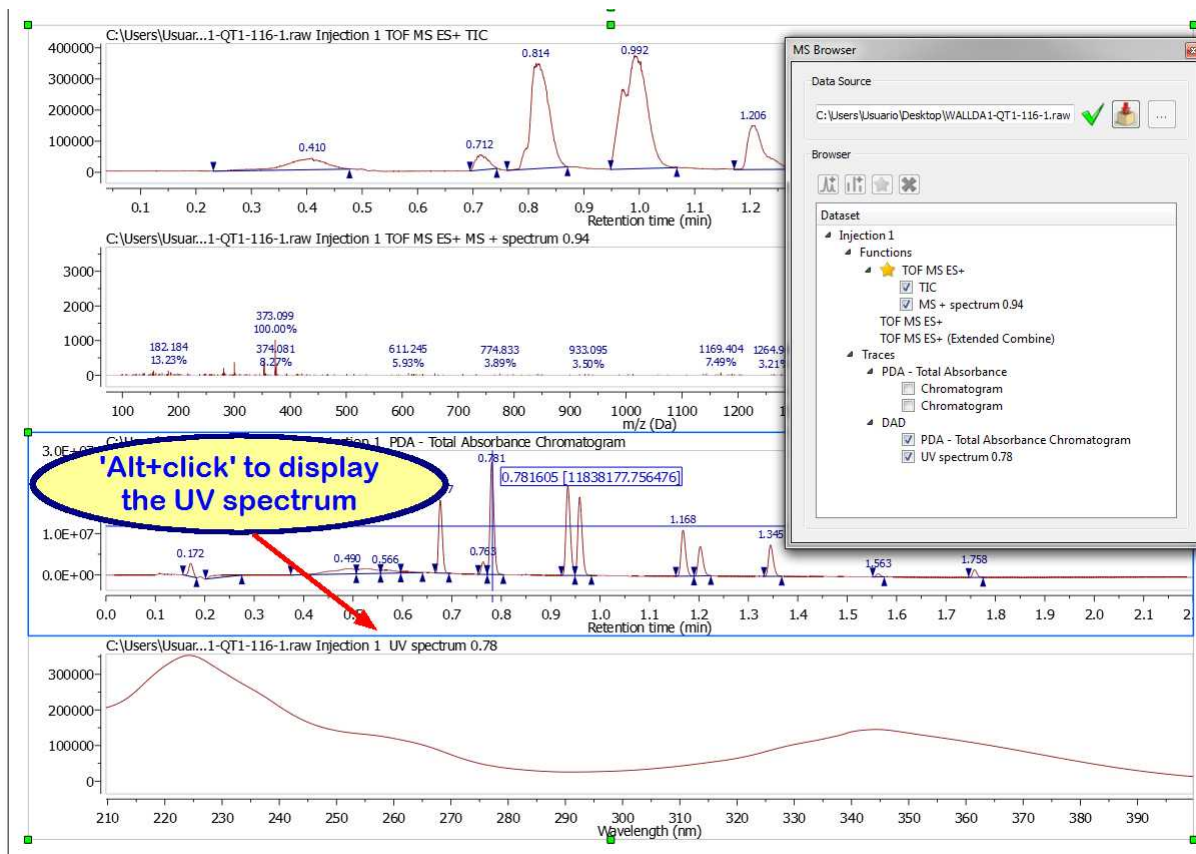 C:\Users\Usuar...1-QT1-116-1.raw Injection 1 TOF MS ES+ TIC
400000
300000
200000
100000
0
0.410
0.712
0.814
0.992
1.206
0.1 0.2 0.3 0.4 0.5 0.6 0.7 0.8 0.9 1.0 1.1 1.2
Retention time (min)
C:\Users\Usuar...1-QT1-116-1.raw Injection 1 TOF MS ES+ MS + spectrum 0.94
3000
2000
1000
0
182.184
13.23%
373.099
100.00%
374.081
8.27%
611.245
5.93%
774.833
3.89%
933.095
3.50%
1169.404
7.49%
1264.9
3.21%
100 200 300 400 500 600 700 800 900 1000 1100 1200
m/z (Da)
Injection 1 PDA - Total Absorbance Chromatogram
3.0E+07
1.0E+07
0.0E+00
'Alt+click' to display
the UV spectrum
0.172
0.490
0.566
0.763
0.781
0.781605 [11838177.756476]
1.168
1.345
1.563
1.758
0.0 0.1 0.2 0.3 0.4 0.5 0.6 0.7 0.8 0.9 1.0 1.1 1.2 1.3 1.4 1.5 1.6 1.7 1.8 1.9 2.0 2.1
Retention time (min)
C:\Users\Usuar...1-QT1-116-1.raw Injection 1 UV spectrum 0.78
300000
200000
100000
0
210 220 230 240 250 260 270 280 290 300 310 320 330 340 350 360 370 380 390
Wavelength (nm)
MS Browser
Data Source
C:\Users\Usuario\Desktop\WALLDA1-QT1-116-1.raw
...
Browser
Dataset
Injection 1
Functions
TOF MS ES+
TIC
MS + spectrum 0.94
TOF MS ES+
TOF MS ES+ (Extended Combine)
Traces
PDA - Total Absorbance
Chromatogram
Chromatogram
DAD
PDA - Total Absorbance Chromatogram
UV spectrum 0.78